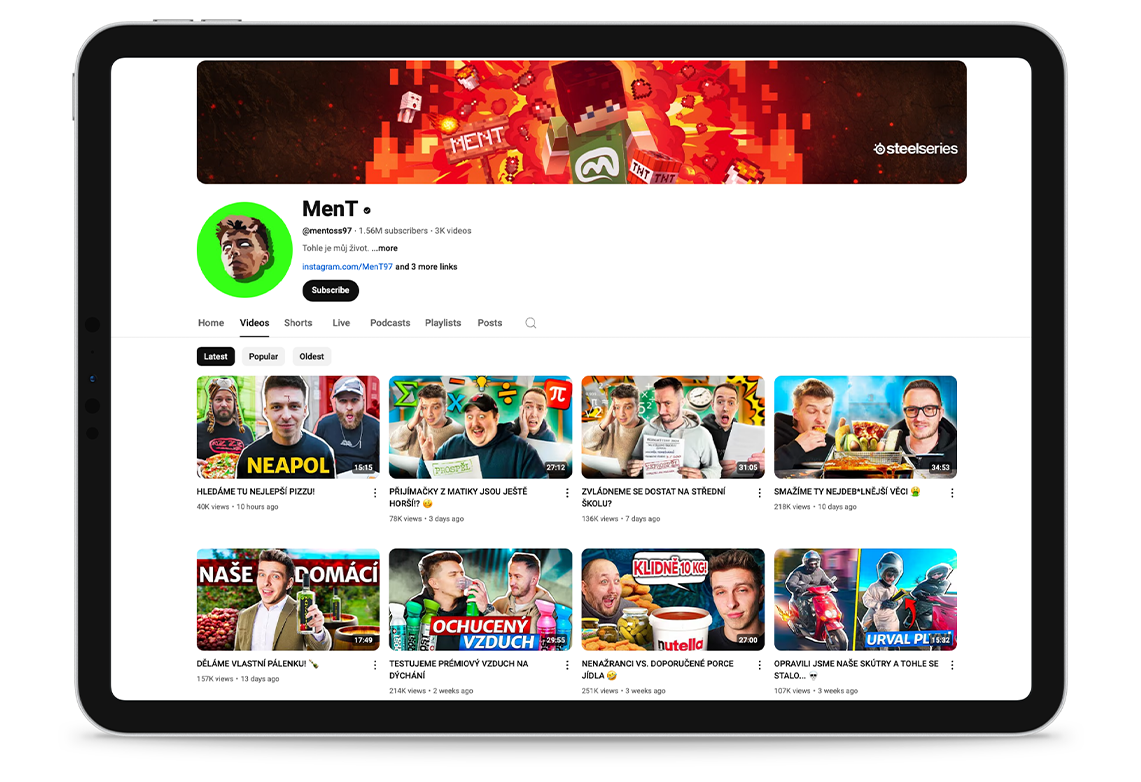 MENT
TNT TNT
steelseries
MenT
@mentoss97 · 1.56M subscribers · 3K videos
Tohle je můj život. ...more
instagram.com/MenT97 and 3 more links
Subscribe
Home Videos Shorts Live Podcasts Playlists Posts
Latest Popular Oldest
NEAPOL
15:15
PROSPĚL
27:12
31:05
34:53
HLEDÁME TU NEJLEPŠÍ PIZZU!
40K views • 10 hours ago
PŘIJÍMAČKY Z MATIKY JSOU JEŠTĚ
HORŠÍ!? 🤣
78K views • 3 days ago
ZVLÁDNEME SE DOSTAT NA STŘEDNÍ
ŠKOLU?
136K views • 7 days ago
SMAŽÍME TY NEJDEB*LNĚJŠÍ VĚCI 🤮
218K views • 10 days ago
NAŠE DOMÁCÍ
17:49
OCHUCENÝ
VZDUCH
29:55
KLIDNĚ 10 KG!
nutella
27:00
URVAL
15:32
DĚLÁME VLASTNÍ PÁLENKU! 🍾
157K views • 13 days ago
TESTUJEME PRÉMIOVÝ VZDUCH NA
DÝCHÁNÍ
214K views • 2 weeks ago
NENAŽRANCI VS. DOPORUČENÉ PORCE
JÍDLA 🤣
251K views • 3 weeks ago
OPRAVILI JSME NAŠE SKÚTRY A TOHLE SE
STALO... 💀
107K views • 3 weeks ago